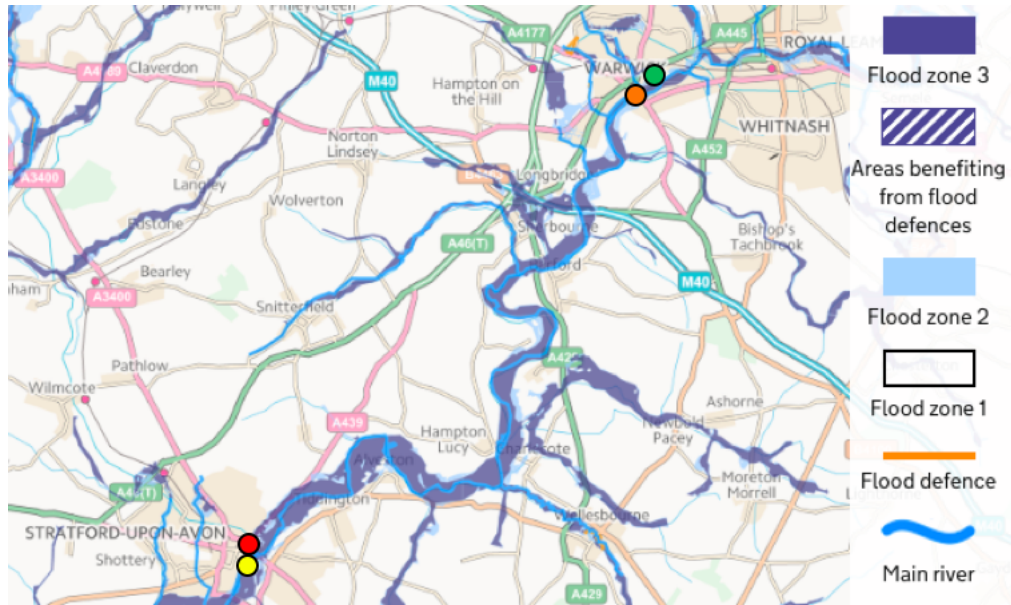 A4177
A445
ROYAL LEAM
WARWICK
A4189
Claverdon
M40
Hampton on
the Hill
Norton
Lindsey
WHITNASH
A3400
Langley
A452
Longbridge
Wolverton
Sherbourne
Bishop's
Tachbrook
Edstone
A46(T)
Barford
Bearley
M40
A3400
Snitterfield
Pathlow
Wilmcote
A439
Ashorne
Hampton
Lucy
Newbold
Pacey
Charlecote
Alveston
Moreton
Morrell
A46(T)
Tiddington
Wellesbourne
STRATFORD-UPON-AVON
Shottery
A429
Flood zone 3
Areas benefiting
from flood
defences
Flood zone 2
Flood zone 1
Flood defence
Main river